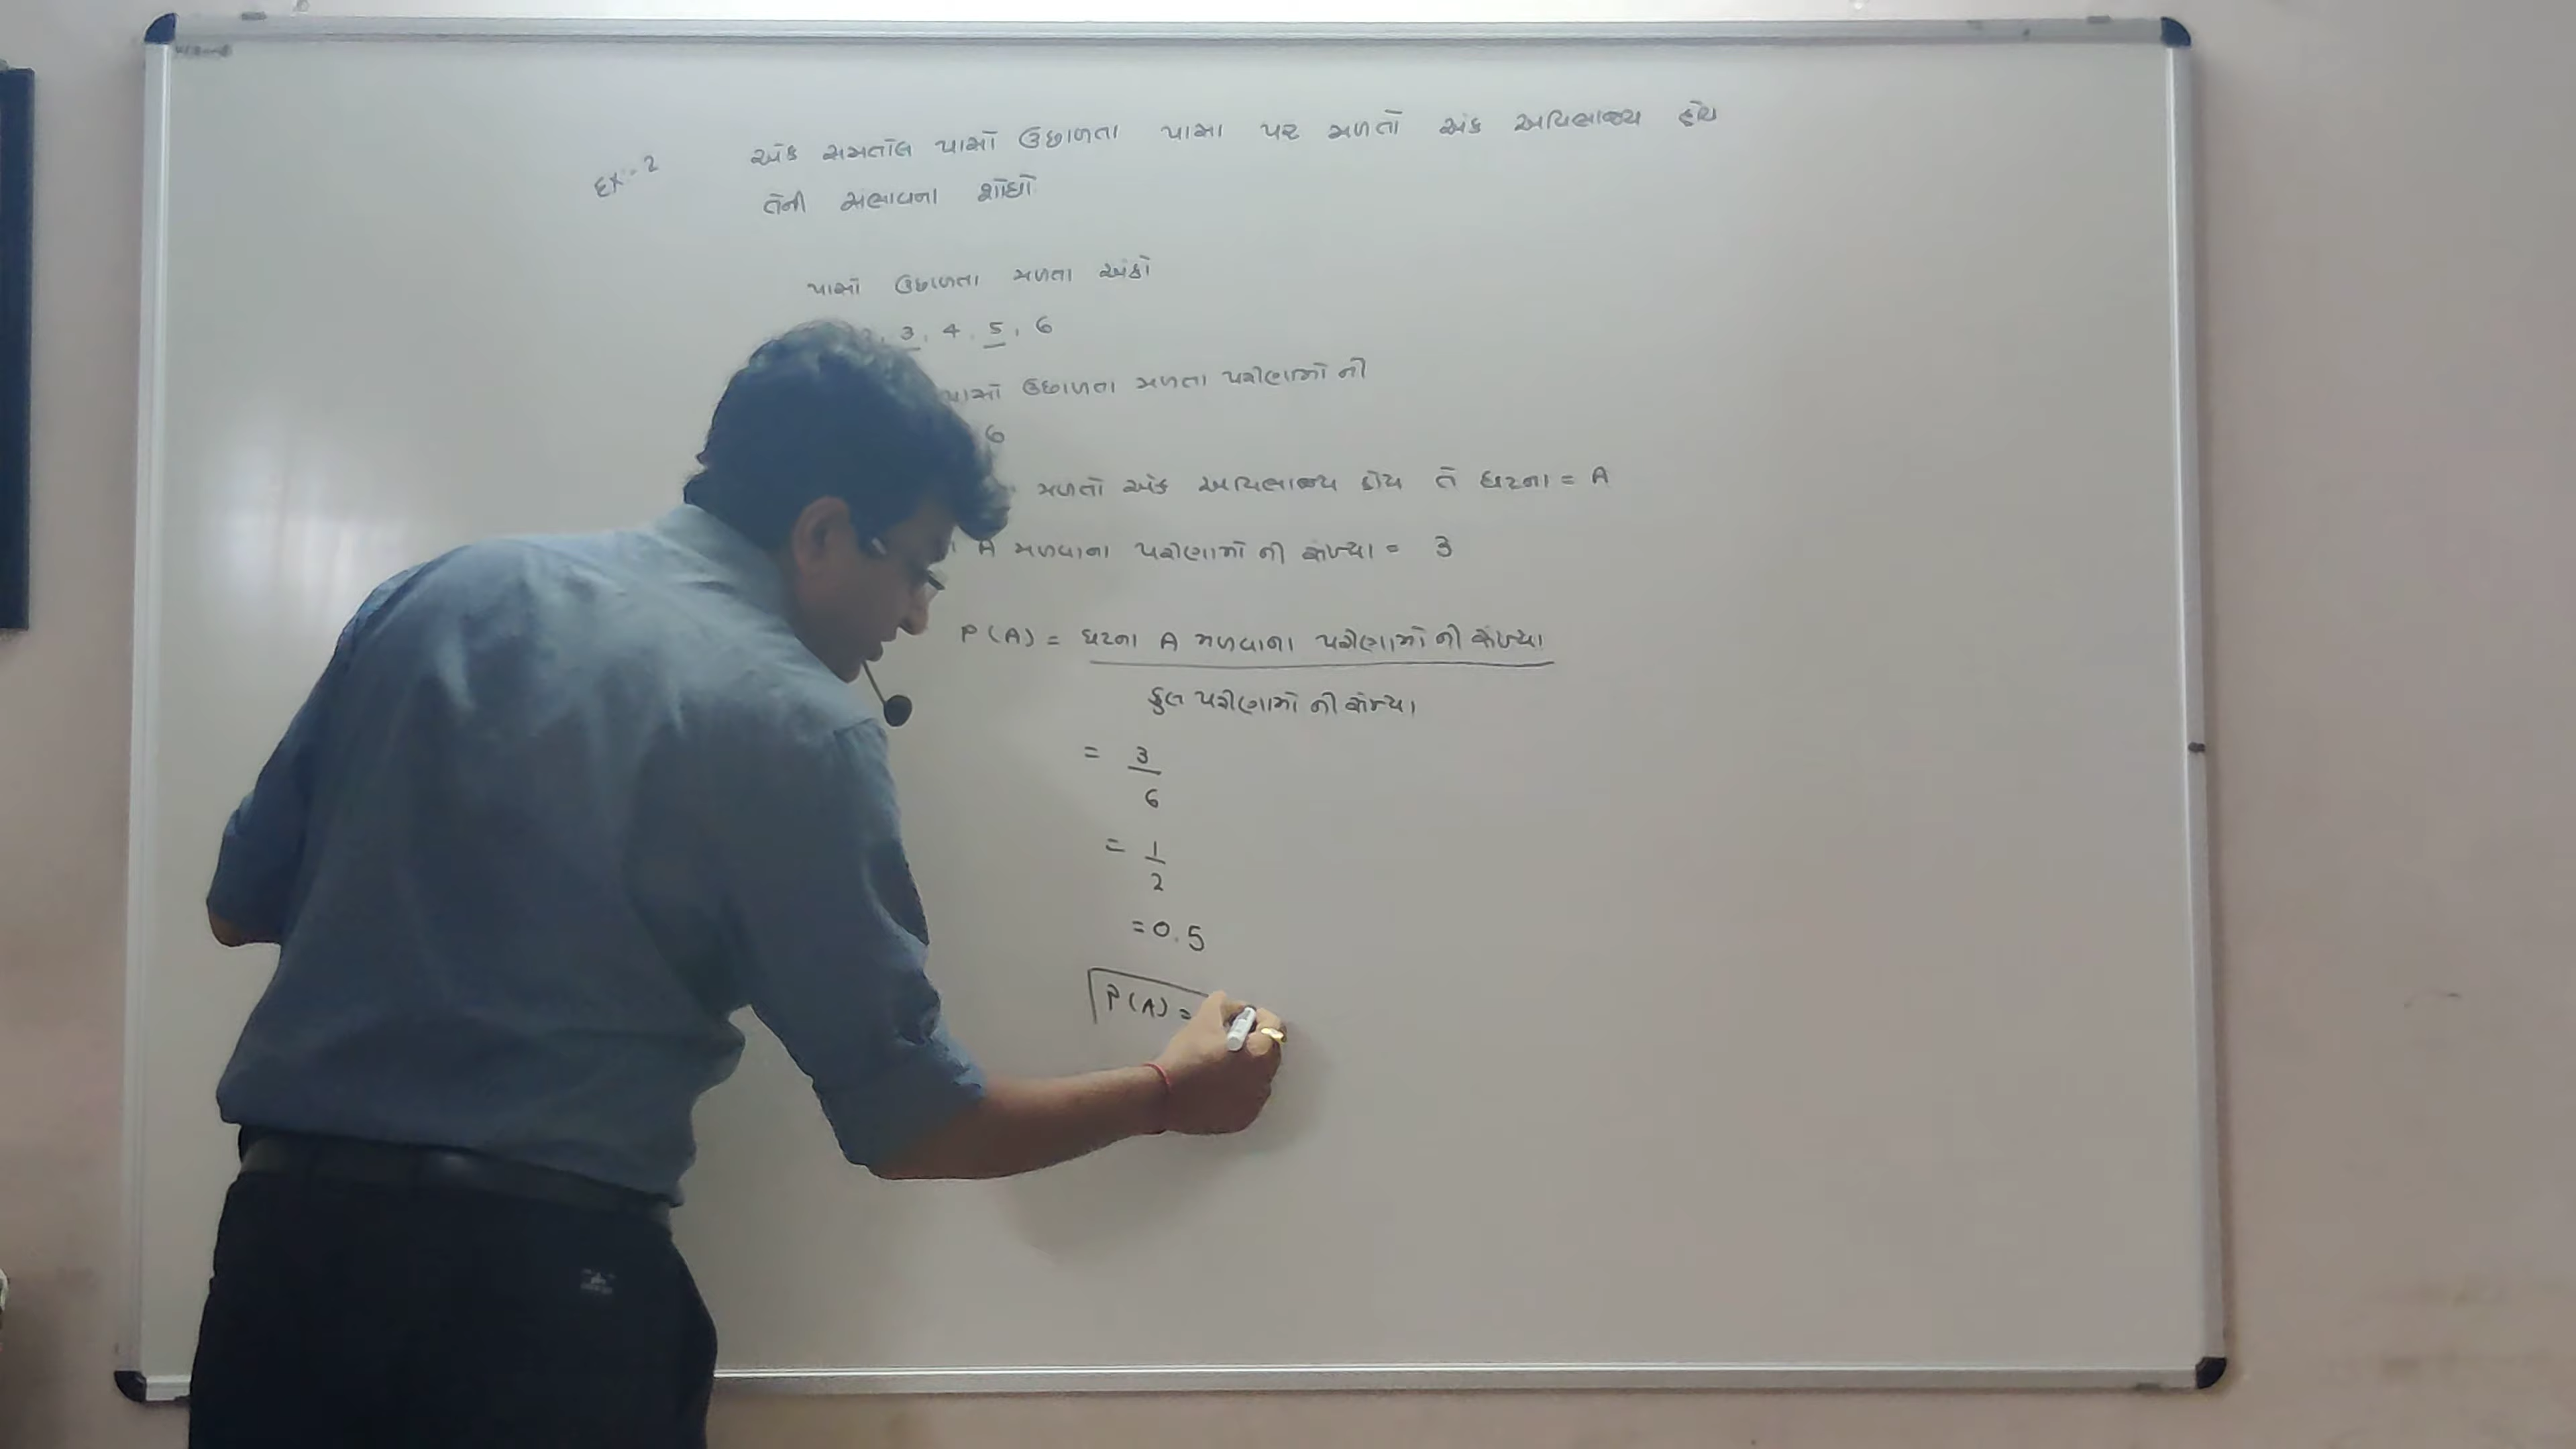 Ex-2 એક સમતોલ પાસો ઉછાળતા પાસા પર મળતો અંક અવિભાજ્ય હોય
તેની સંભાવના શોધો
પાસો ઉછાળતા મળતા અંકો
3, 4, 5, 6
પાસો ઉછાળતા મળતા પરીણામો ની
6
મળતો અંક અવિભાજ્ય હોય તે ઘટના = A
A મળવાના પરીણામો ની સંખ્યા = 3
P(A) = ઘટના A મળવાના પરીણામો ની સંખ્યા
કુલ પરીણામો ની સંખ્યા
= 3
6
= 1
2
= 0.5
P(A) =